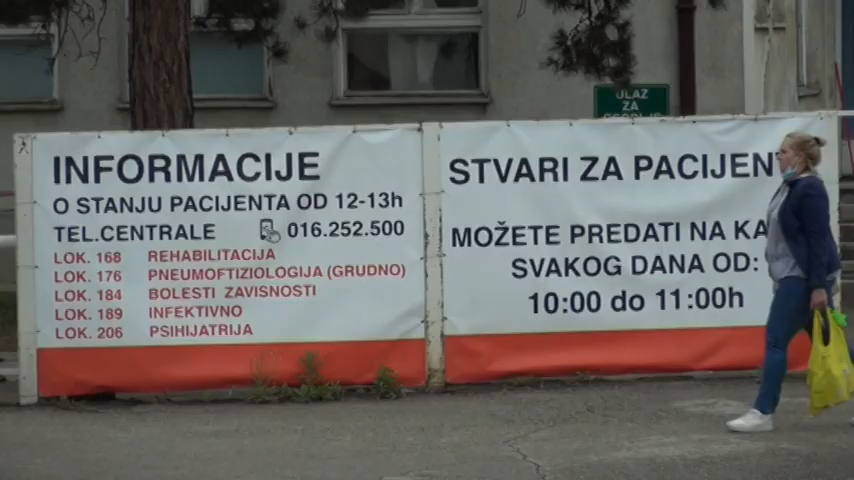 INFORMACIJE
O STANJU PACIJENTA OD 12-13h
TEL.CENTRALE 016.252.500
LOK. 168 REHABILITACIJA
LOK. 176 PNEUMOFTIZIOLOGIJA (GRUDNO)
LOK. 184 BOLESTI ZAVISNOSTI
LOK. 189 INFEKTIVNO
LOK. 206 PSIHIJATRIJA
ULAZ
ZA
STVARI ZA PACIJEN
MOŽETE PREDATI NA KA
SVAKOG DANA OD:
10:00 do 11:00h